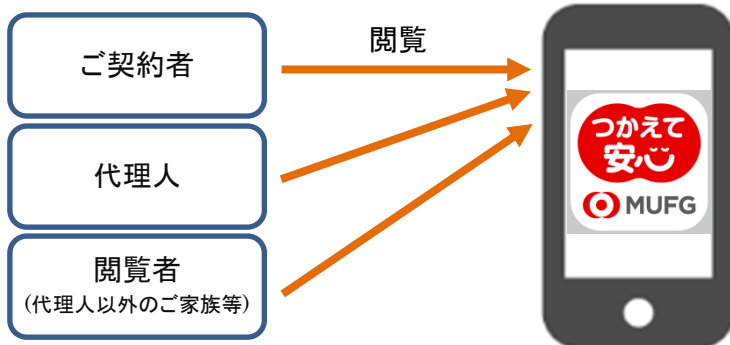 ご契約者
閲覧
代理人
閲覧者
(代理人以外のご家族等)
つかえて
安心
MUFG